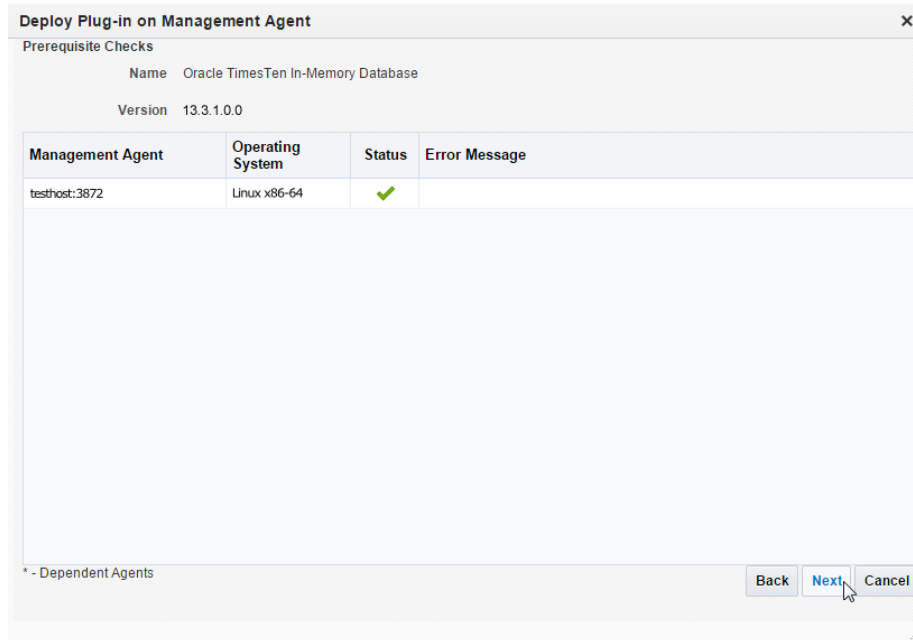 Deploy Plug-in on Management Agent
Prerequisite Checks
Name Oracle TimesTen In-Memory Database
Version 13.3.1.0.0
Management Agent Operating System Status Error Message
testhost:3872 Linux x86-64
* - Dependent Agents
Back Next Cancel